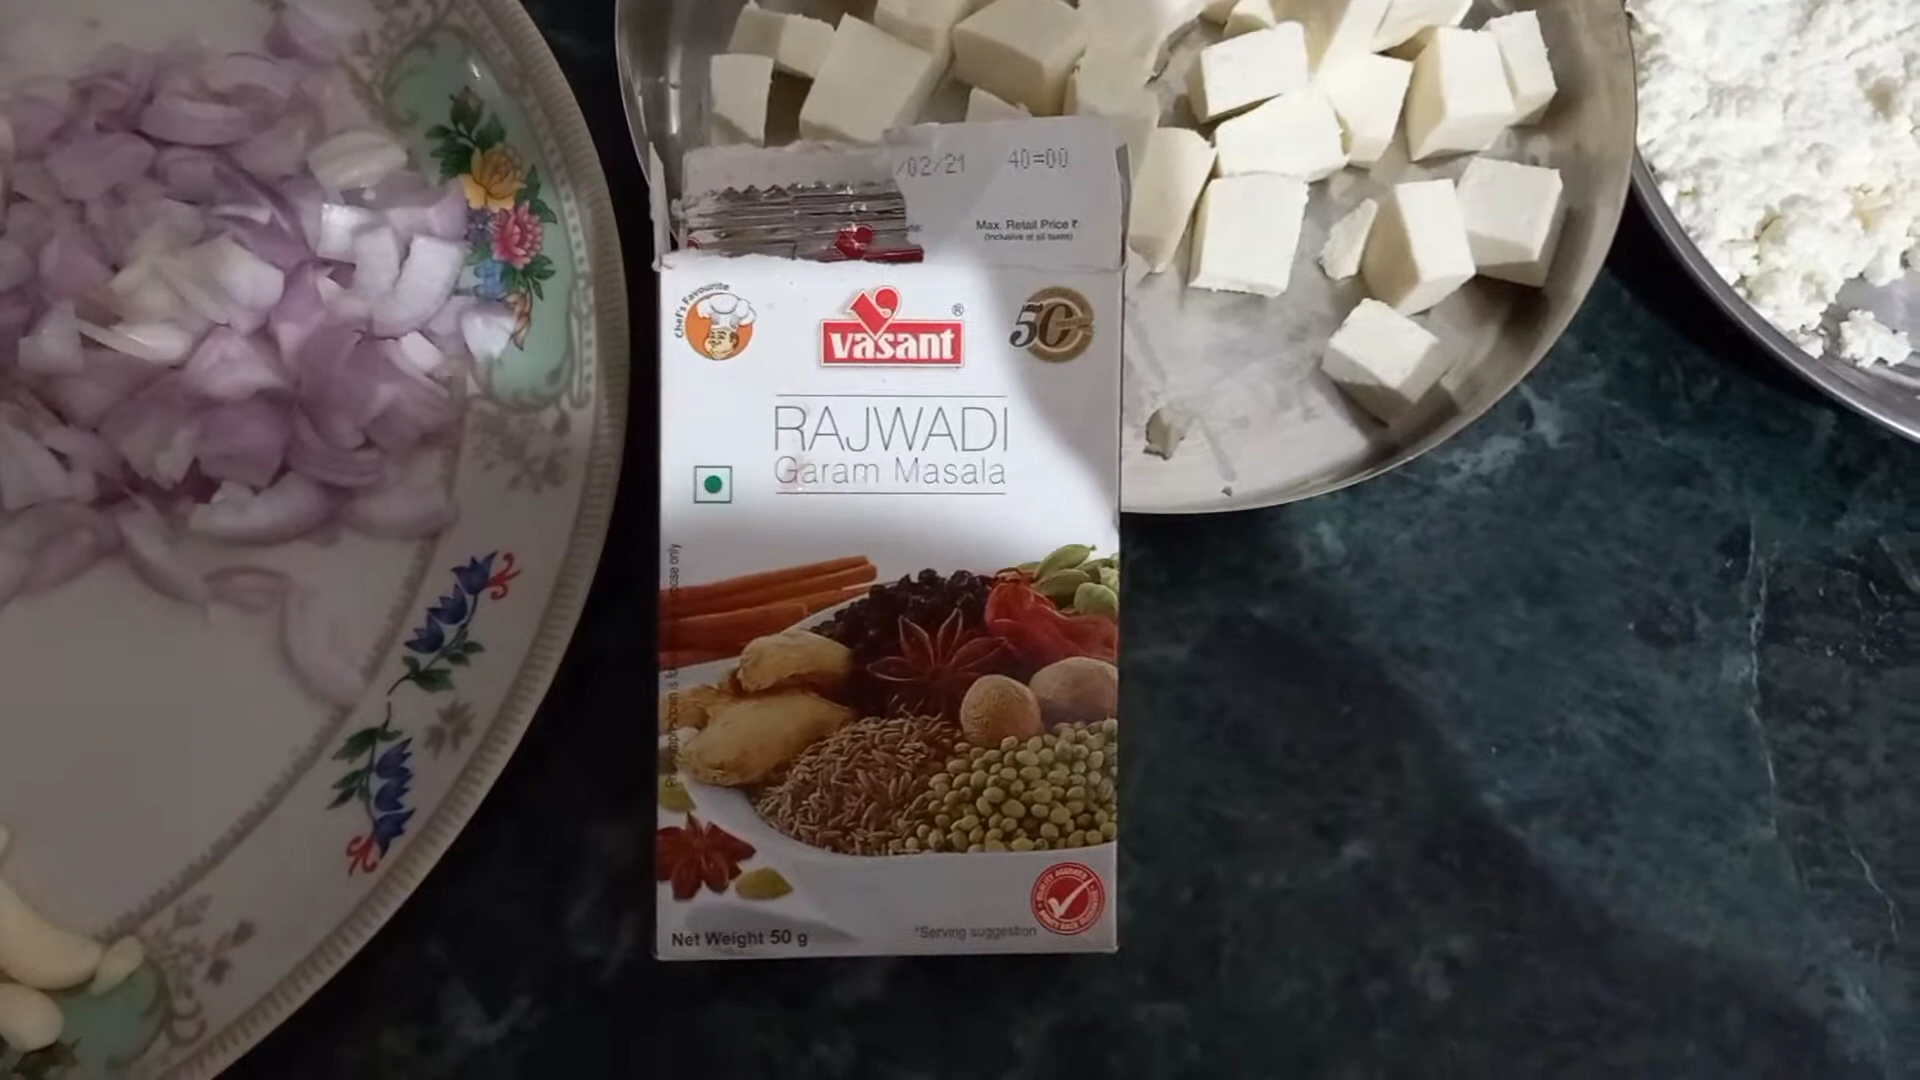 /02/21 40=00
Max. Retail Price ₹
(Inclusive of all taxes)
Chef's Favourite
vasant
®
50
RAJWADI
Garam Masala
Net Weight 50 g
*Serving suggestion